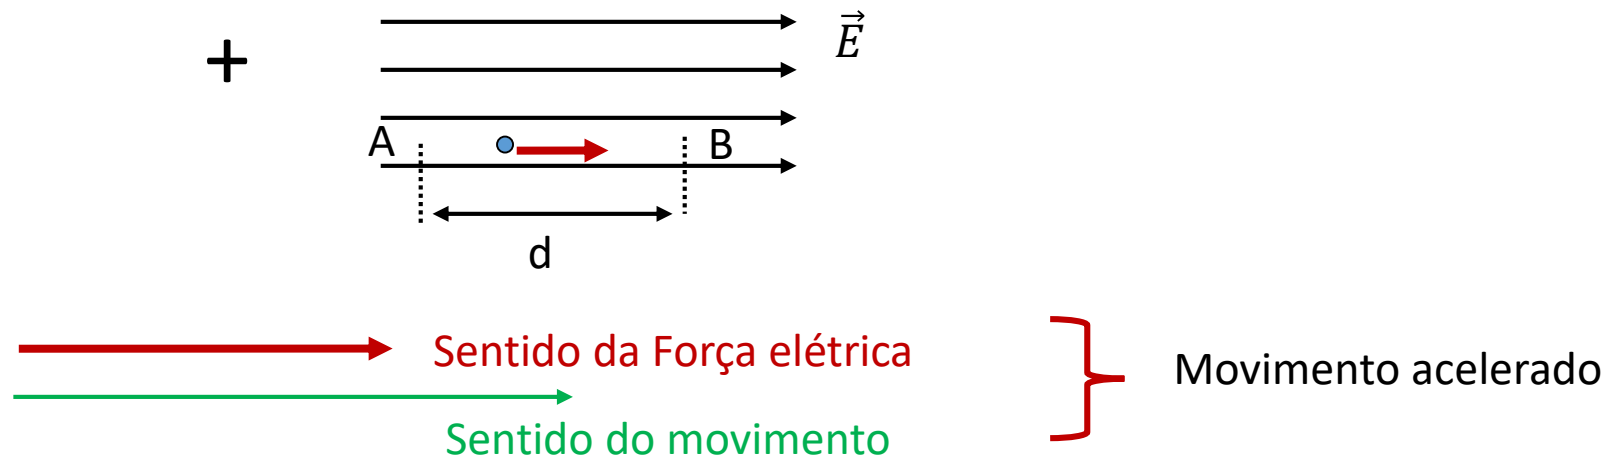 +
E⃗
A
B
d
Sentido da Força elétrica
Movimento acelerado
Sentido do movimento